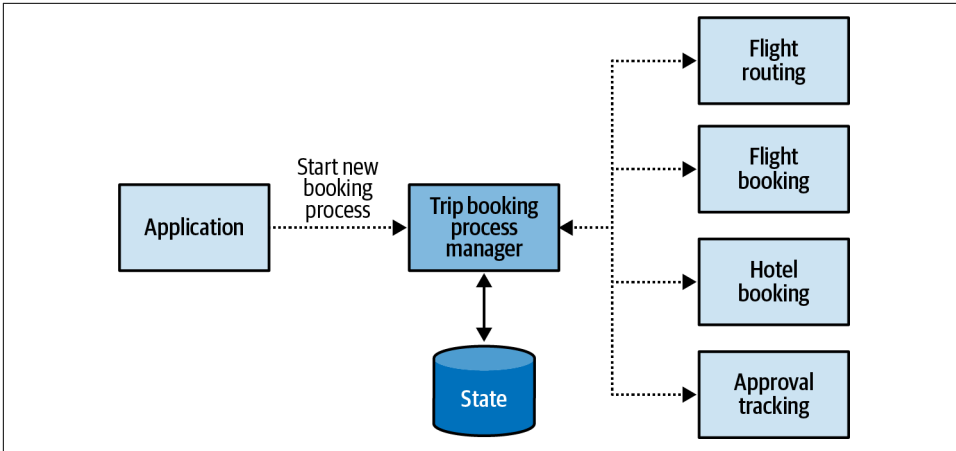 Application
Start new
booking
process
Trip booking
process
manager
State
Flight
routing
Flight
booking
Hotel
booking
Approval
tracking